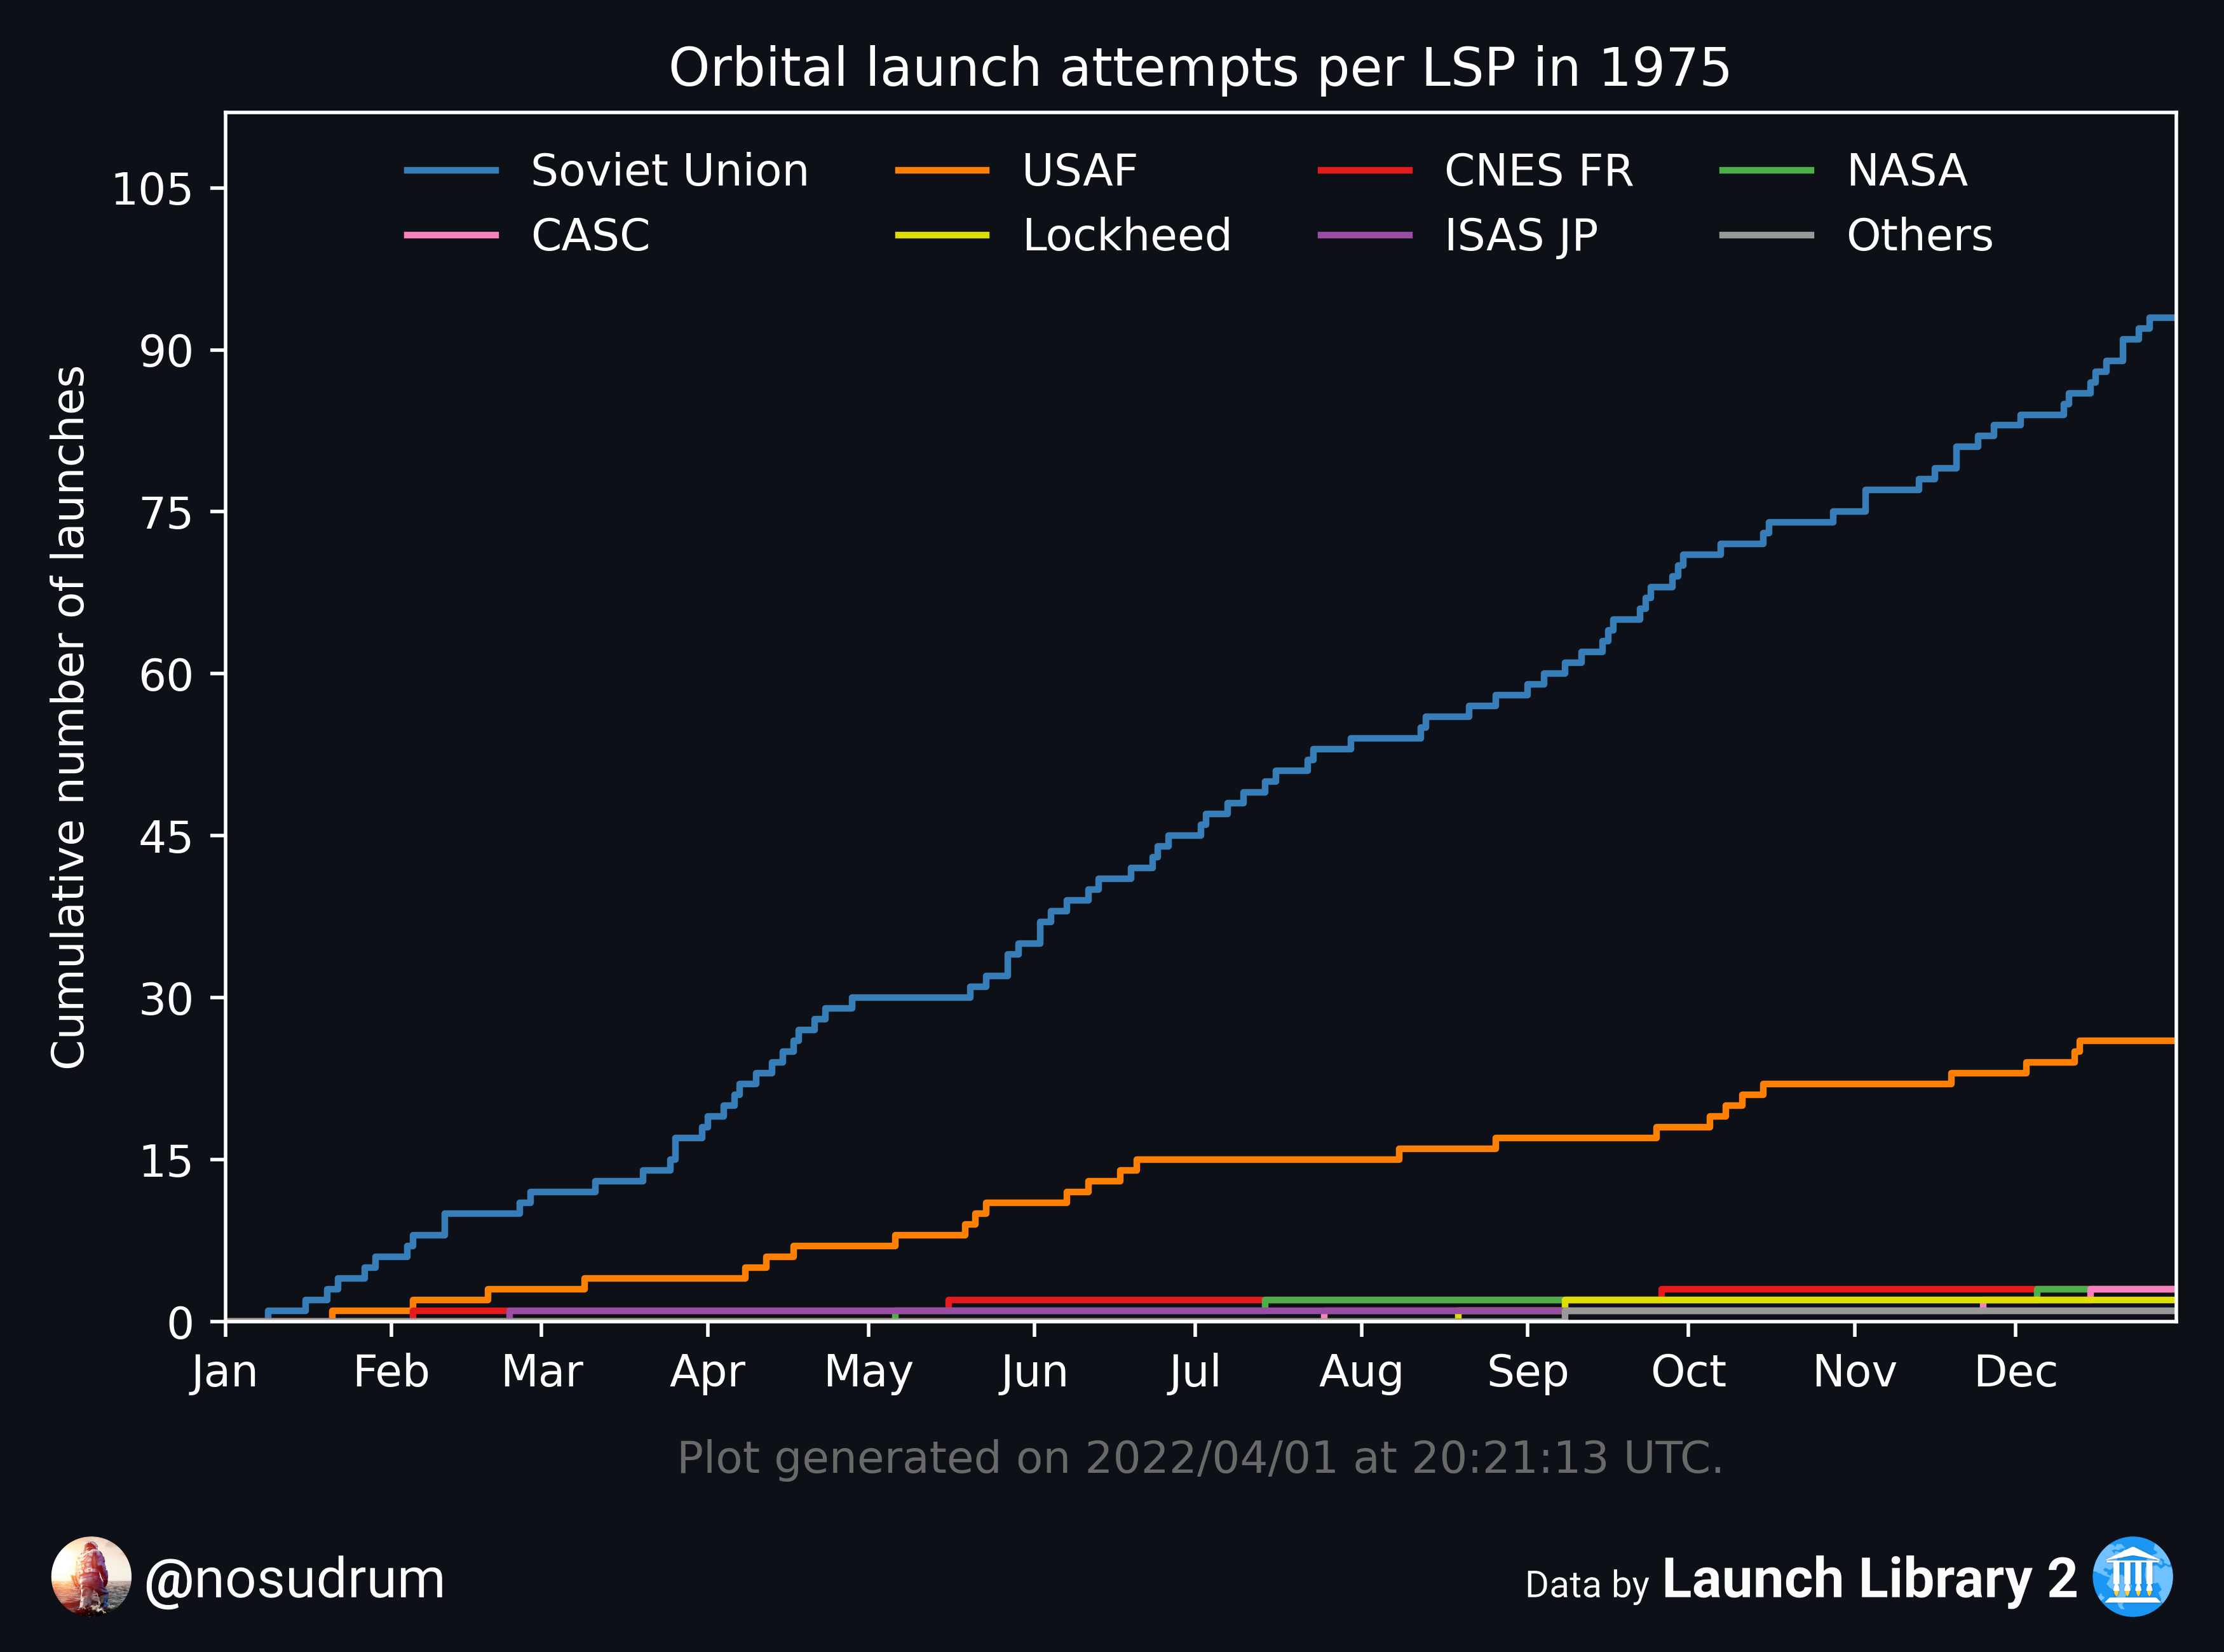 Orbital launch attempts per LSP in 1975
Soviet Union
USAF
CNES FR
NASA
CASC
Lockheed
ISAS JP
Others
Cumulative number of launches
105
90
75
60
45
30
15
0
Jan
Feb
Mar
Apr
May
Jun
Jul
Aug
Sep
Oct
Nov
Dec
Plot generated on 2022/04/01 at 20:21:13 UTC.
@nosudrum
Data by Launch Library 2